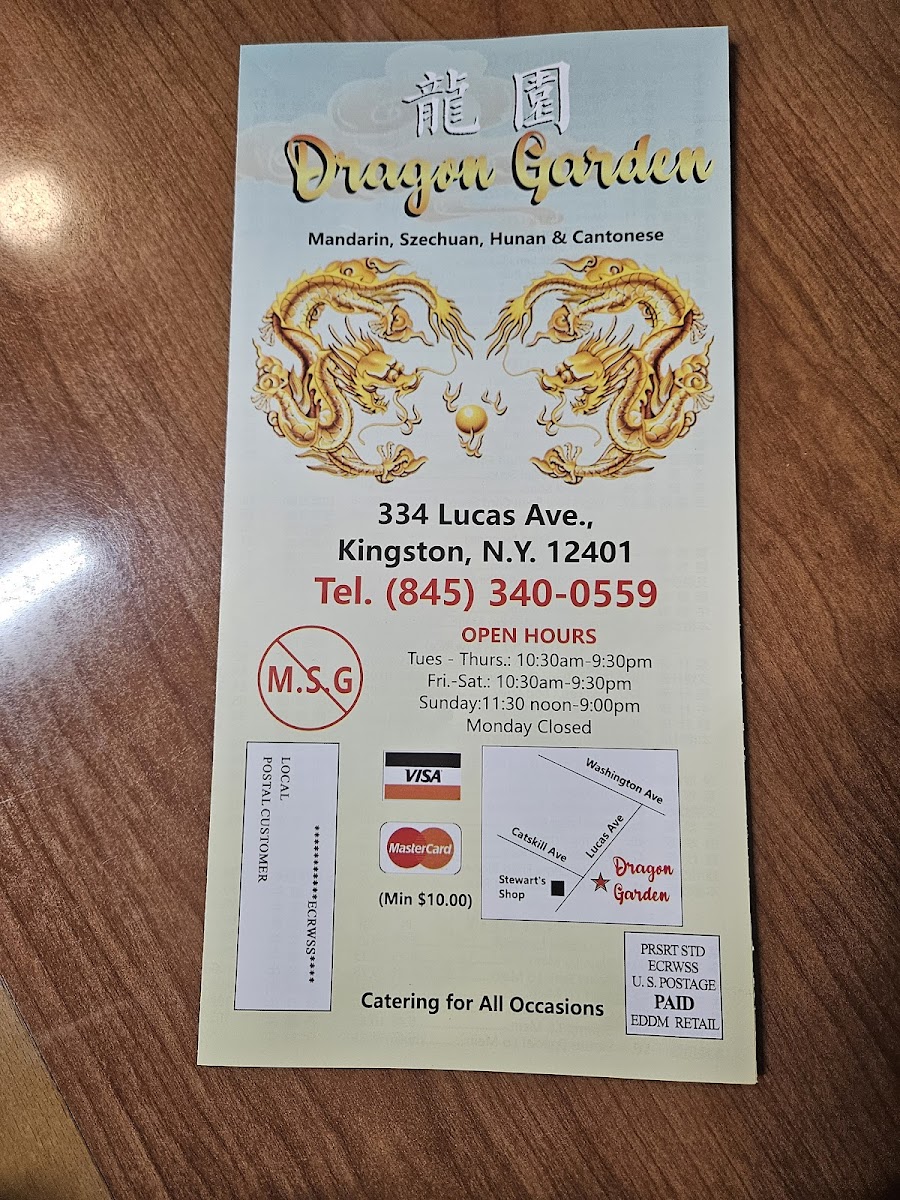 龍園
Dragon Garden
Mandarin, Szechuan, Hunan & Cantonese
334 Lucas Ave.,
Kingston, N.Y. 12401
Tel. (845) 340-0559
M.S.G
OPEN HOURS
Tues - Thurs.: 10:30am-9:30pm
Fri.-Sat.: 10:30am-9:30pm
Sunday:11:30 noon-9:00pm
Monday Closed
************ECRWSS****
LOCAL
POSTAL CUSTOMER
VISA
MasterCard
(Min $10.00)
Washington Ave
Lucas Ave
Catskill Ave
Stewart's
Shop
Dragon
Garden
Catering for All Occasions
PRSRT STD
ECRWSS
U. S. POSTAGE
PAID
EDDM RETAIL